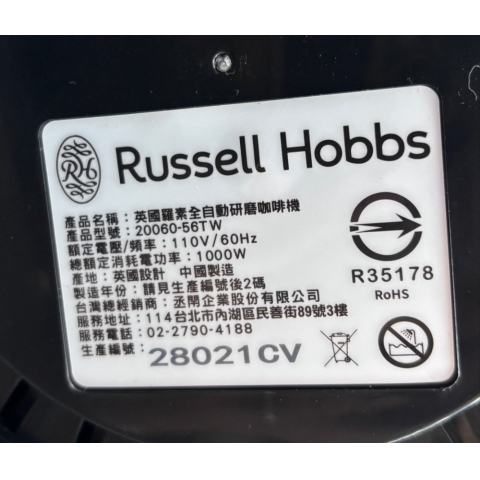 RH
Russell Hobbs
產品名稱：英國羅素全自動研磨咖啡機
產品型號：20060-56TW
額定電壓/頻率：110V/60Hz
總額定消耗電功率：1000W
產地：英國設計 中國製造
製造年份：請見生產編號後2碼
台灣總經銷商：丞閈企業股份有限公司
服務地址：114台北市內湖區民善街89號3樓
服務電話：02-2790-4188
生產編號：28021CV
R35178
RoHS